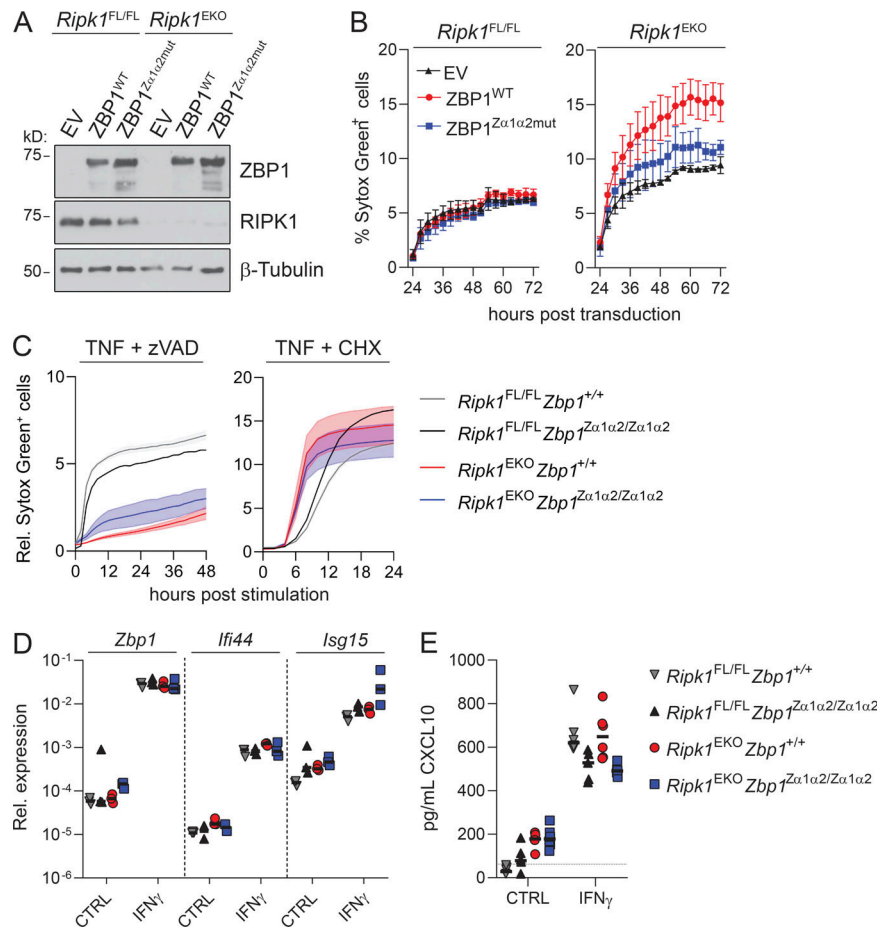 A
Ripk1FL/FL Ripk1EKO
EV ZBP1WT ZBP1Zα1α2mut EV ZBP1WT ZBP1Zα1α2mut
kD:
75 ZBP1
75 RIPK1
50 β-Tubulin
B
Ripk1FL/FL Ripk1EKO
% Sytox Green+ cells
20 15 10 5 0
EV
ZBP1WT
ZBP1Zα1α2mut
24 36 48 60 72
20 15 10 5 0
24 36 48 60 72
hours post transduction
C
TNF + zVAD TNF + CHX
Rel. Sytox Green+ cells
10 5 0
0 12 24 36 48
20 15 10 5 0
0 6 12 18 24
hours post stimulation
Ripk1FL/FL Zbp1+/+
Ripk1FL/FL Zbp1Zα1α2/Zα1α2
Ripk1EKO Zbp1+/+
Ripk1EKO Zbp1Zα1α2/Zα1α2
D
Zbp1 Ifi44 Isg15
Rel. expression
10-1
10-2
10-3
10-4
10-5
10-6
CTRL IFNγ CTRL IFNγ CTRL IFNγ
E
pg/mL CXCL10
1000
800
600
400
200
0
CTRL IFNγ
Ripk1FL/FL Zbp1+/+
Ripk1FL/FL Zbp1Zα1α2/Zα1α2
Ripk1EKO Zbp1+/+
Ripk1EKO Zbp1Zα1α2/Zα1α2